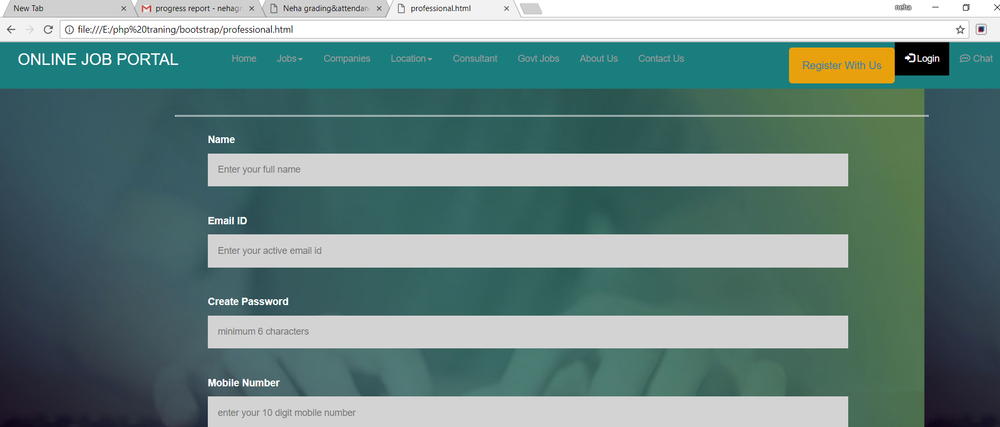 New Tab
progress report - nehagr
Neha grading&attendan
professional.html
neha
file:///E:/php%20traning/bootstrap/professional.html
ONLINE JOB PORTAL Home Jobs Companies Location Consultant Govt Jobs About Us Contact Us Register With Us Login Chat
Name
Enter your full name
Email ID
Enter your active email id
Create Password
minimum 6 characters
Mobile Number
enter your 10 digit mobile number